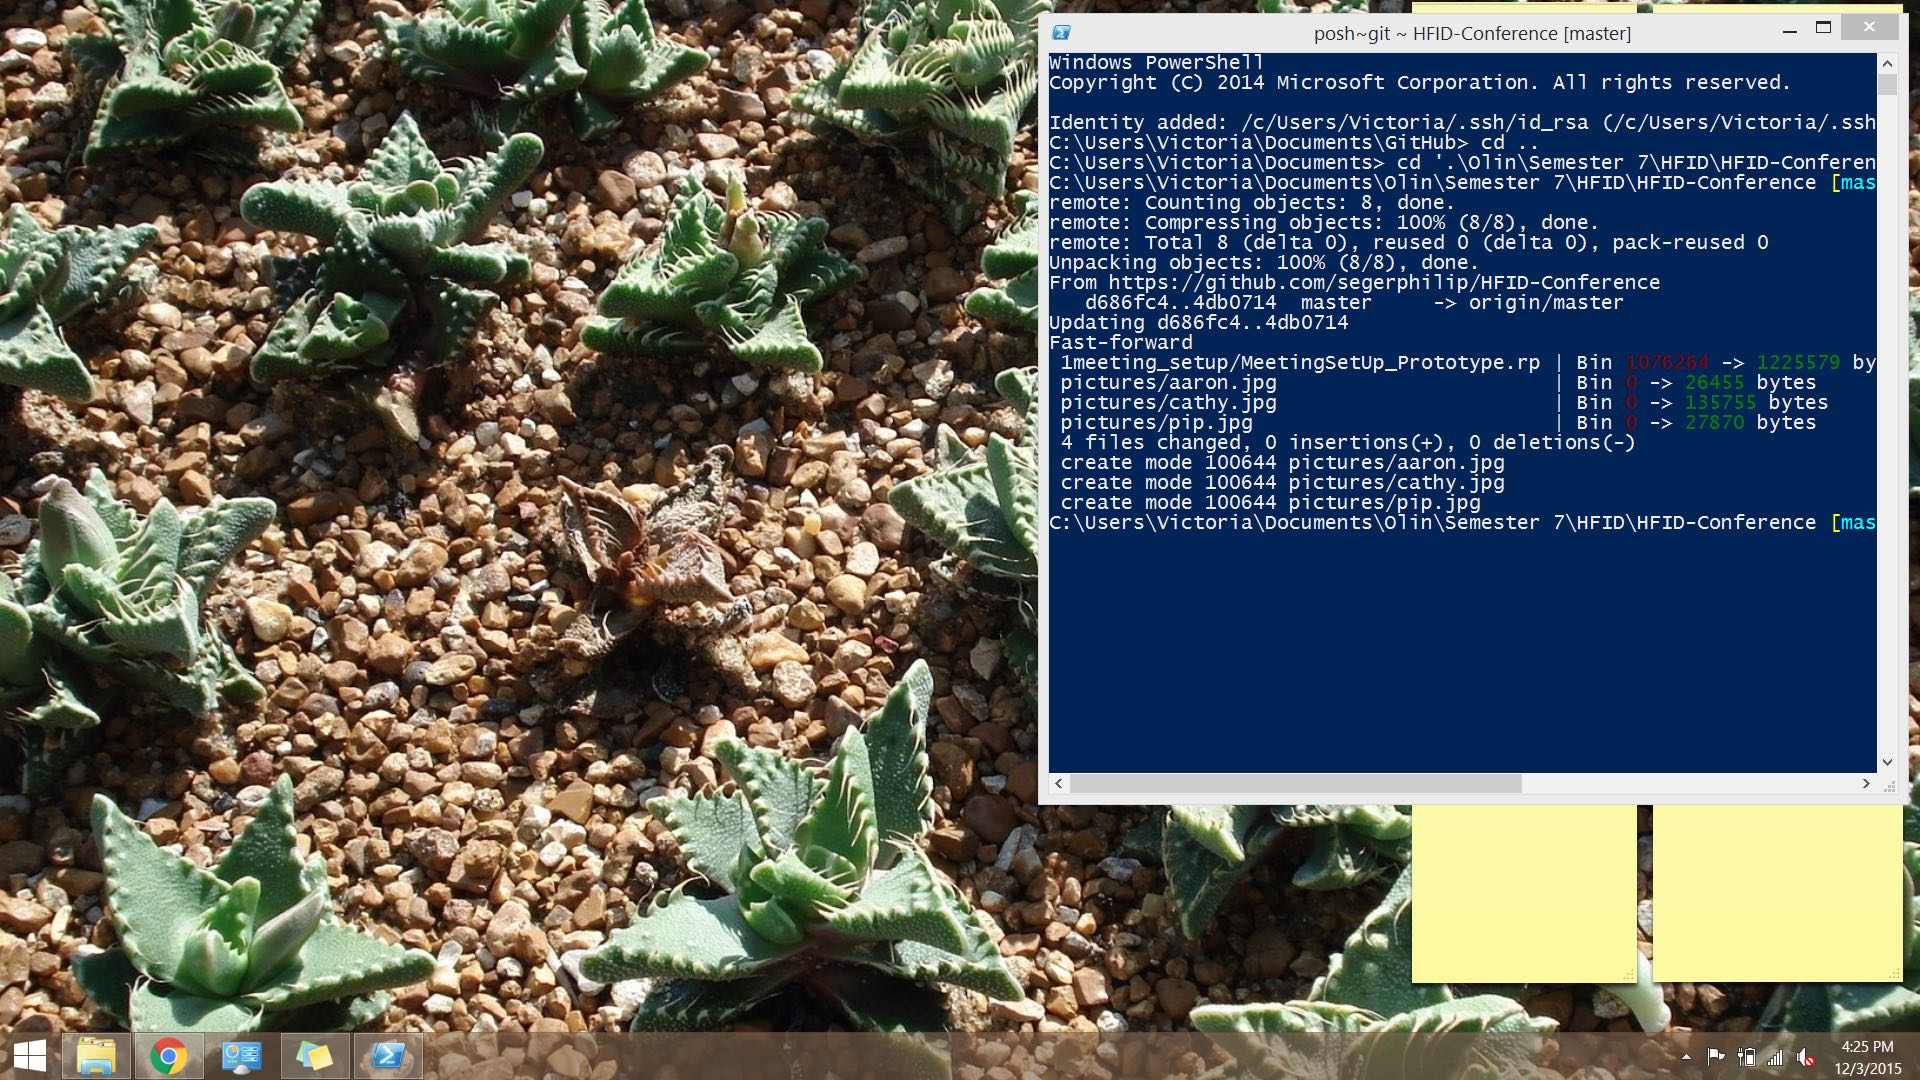 posh~git ~ HFID-Conference [master]
Windows PowerShell
Copyright (C) 2014 Microsoft Corporation. All rights reserved.
Identity added: /c/Users/Victoria/.ssh/id_rsa (/c/Users/Victoria/.ssh
C:\Users\Victoria\Documents\GitHub> cd ..
C:\Users\Victoria\Documents> cd '.\Olin\Semester 7\HFID\HFID-Conferen
C:\Users\Victoria\Documents\Olin\Semester 7\HFID\HFID-Conference [mas
remote: Counting objects: 8, done.
remote: Compressing objects: 100% (8/8), done.
remote: Total 8 (delta 0), reused 0 (delta 0), pack-reused 0
Unpacking objects: 100% (8/8), done.
From https://github.com/segerphilip/HFID-Conference
   d686fc4..4db0714  master     -> origin/master
Updating d686fc4..4db0714
Fast-forward
 1meeting_setup/MeetingSetUp_Prototype.rp | Bin 1076264 -> 1225579 by
 pictures/aaron.jpg                       | Bin 0 -> 26455 bytes
 pictures/cathy.jpg                       | Bin 0 -> 135755 bytes
 pictures/pip.jpg                         | Bin 0 -> 27870 bytes
 4 files changed, 0 insertions(+), 0 deletions(-)
 create mode 100644 pictures/aaron.jpg
 create mode 100644 pictures/cathy.jpg
 create mode 100644 pictures/pip.jpg
C:\Users\Victoria\Documents\Olin\Semester 7\HFID\HFID-Conference [mas
4:25 PM
12/3/2015